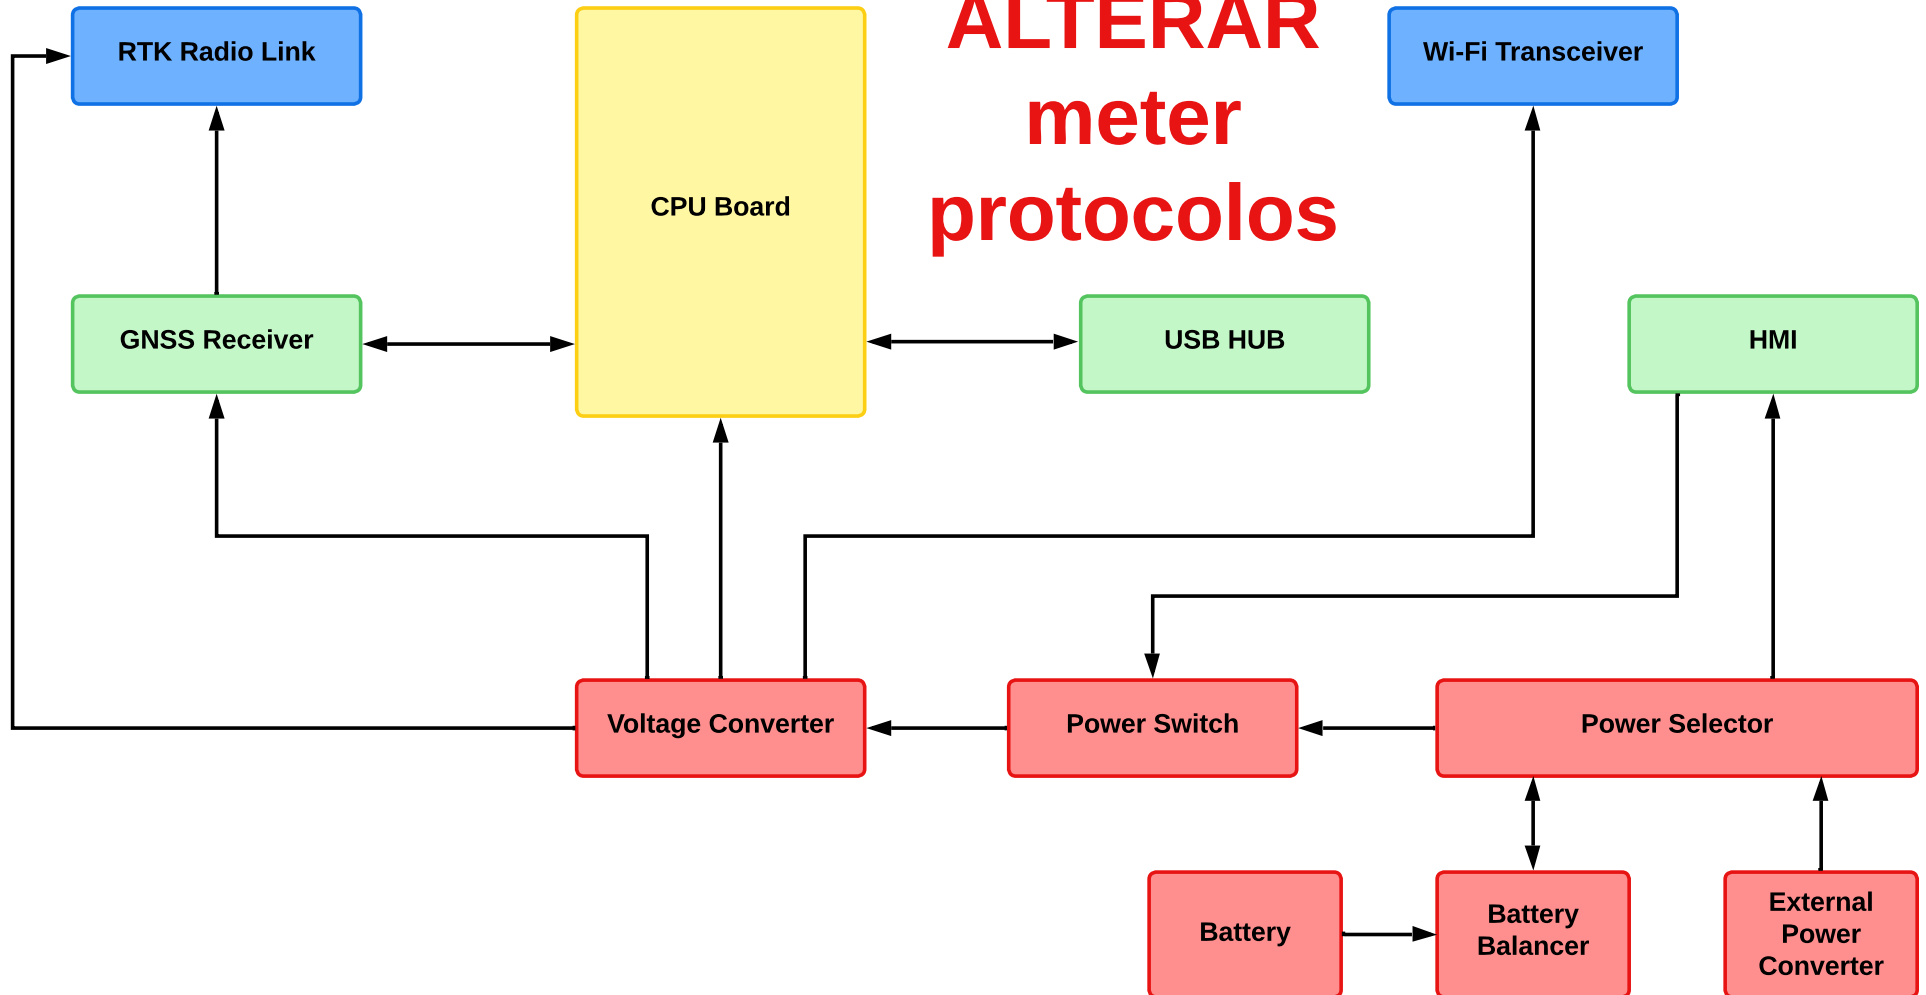 ALTERAR
meter
protocolos
RTK Radio Link
CPU Board
Wi-Fi Transceiver
GNSS Receiver
USB HUB
HMI
Voltage Converter
Power Switch
Power Selector
Battery
Battery
Balancer
External
Power
Converter